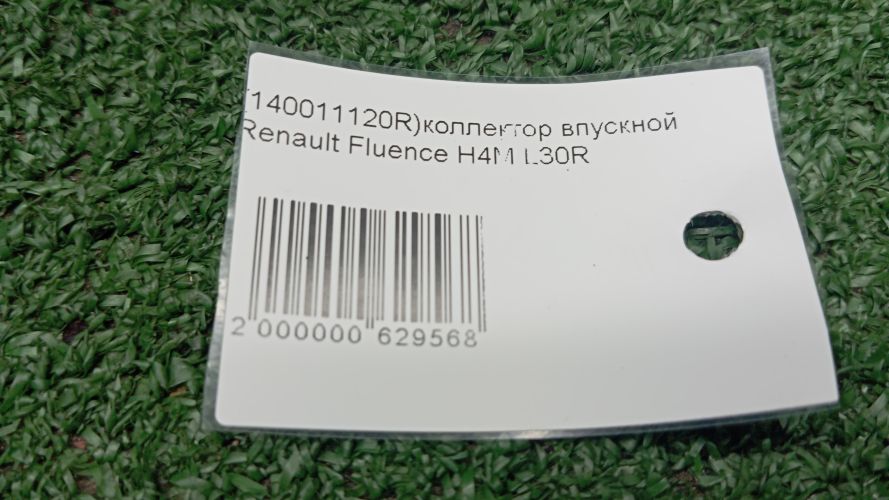 (140011120R)коллектор впускной
Renault Fluence H4M L30R
2 000000 629568